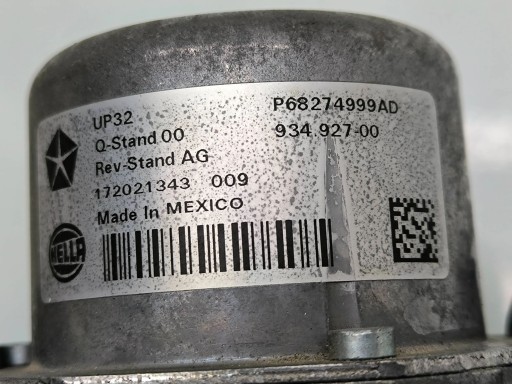 UP32
Q-Stand 00
Rev-Stand AG
172021343 009
Made In MEXICO
P68274999AD
934.927-00
HELLA